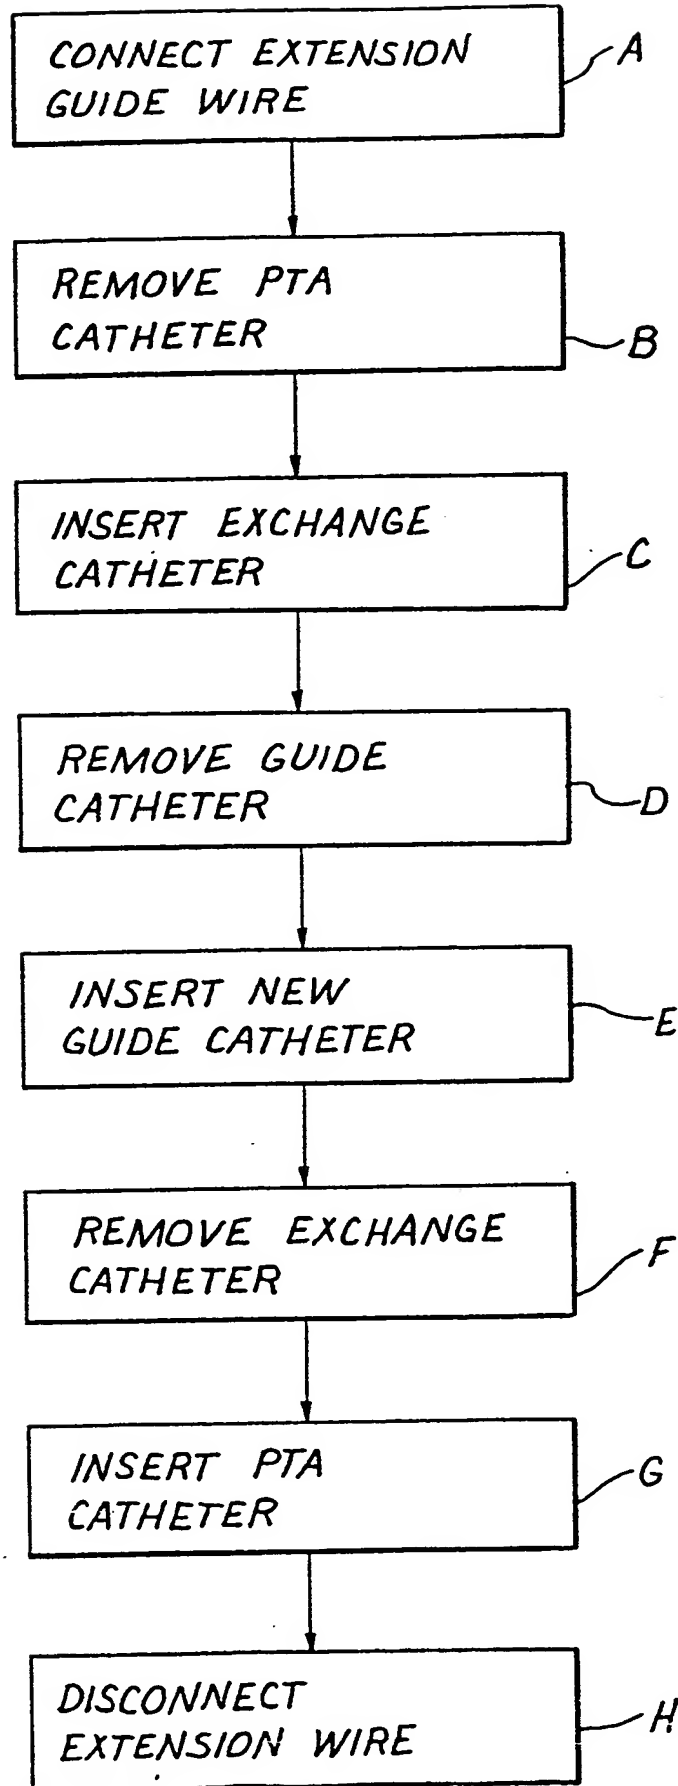 CONNECT EXTENSION
GUIDE WIRE
A
REMOVE PTA
CATHETER
B
INSERT EXCHANGE
CATHETER
C
REMOVE GUIDE
CATHETER
D
INSERT NEW
GUIDE CATHETER
E
REMOVE EXCHANGE
CATHETER
F
INSERT PTA
CATHETER
G
DISCONNECT
EXTENSION WIRE
H